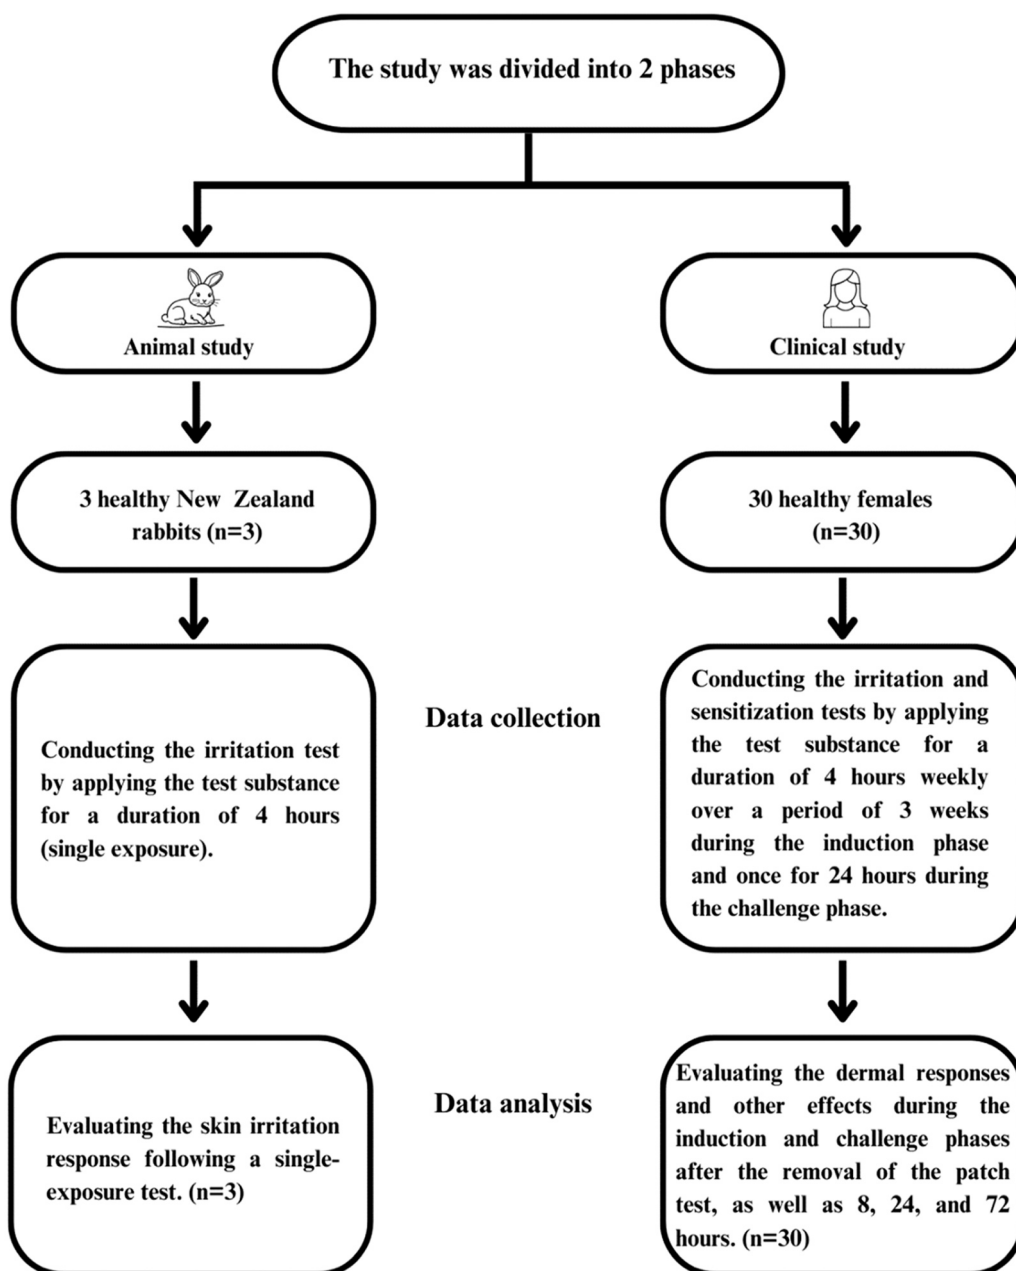 The study was divided into 2 phases
Animal study
Clinical study
3 healthy New Zealand
rabbits (n=3)
30 healthy females
(n=30)
Data collection
Conducting the irritation test
by applying the test substance
for a duration of 4 hours
(single exposure).
Conducting the irritation and
sensitization tests by applying
the test substance for a
duration of 4 hours weekly
over a period of 3 weeks
during the induction phase
and once for 24 hours during
the challenge phase.
Data analysis
Evaluating the skin irritation
response following a single-
exposure test. (n=3)
Evaluating the dermal responses
and other effects during the
induction and challenge phases
after the removal of the patch
test, as well as 8, 24, and 72
hours. (n=30)